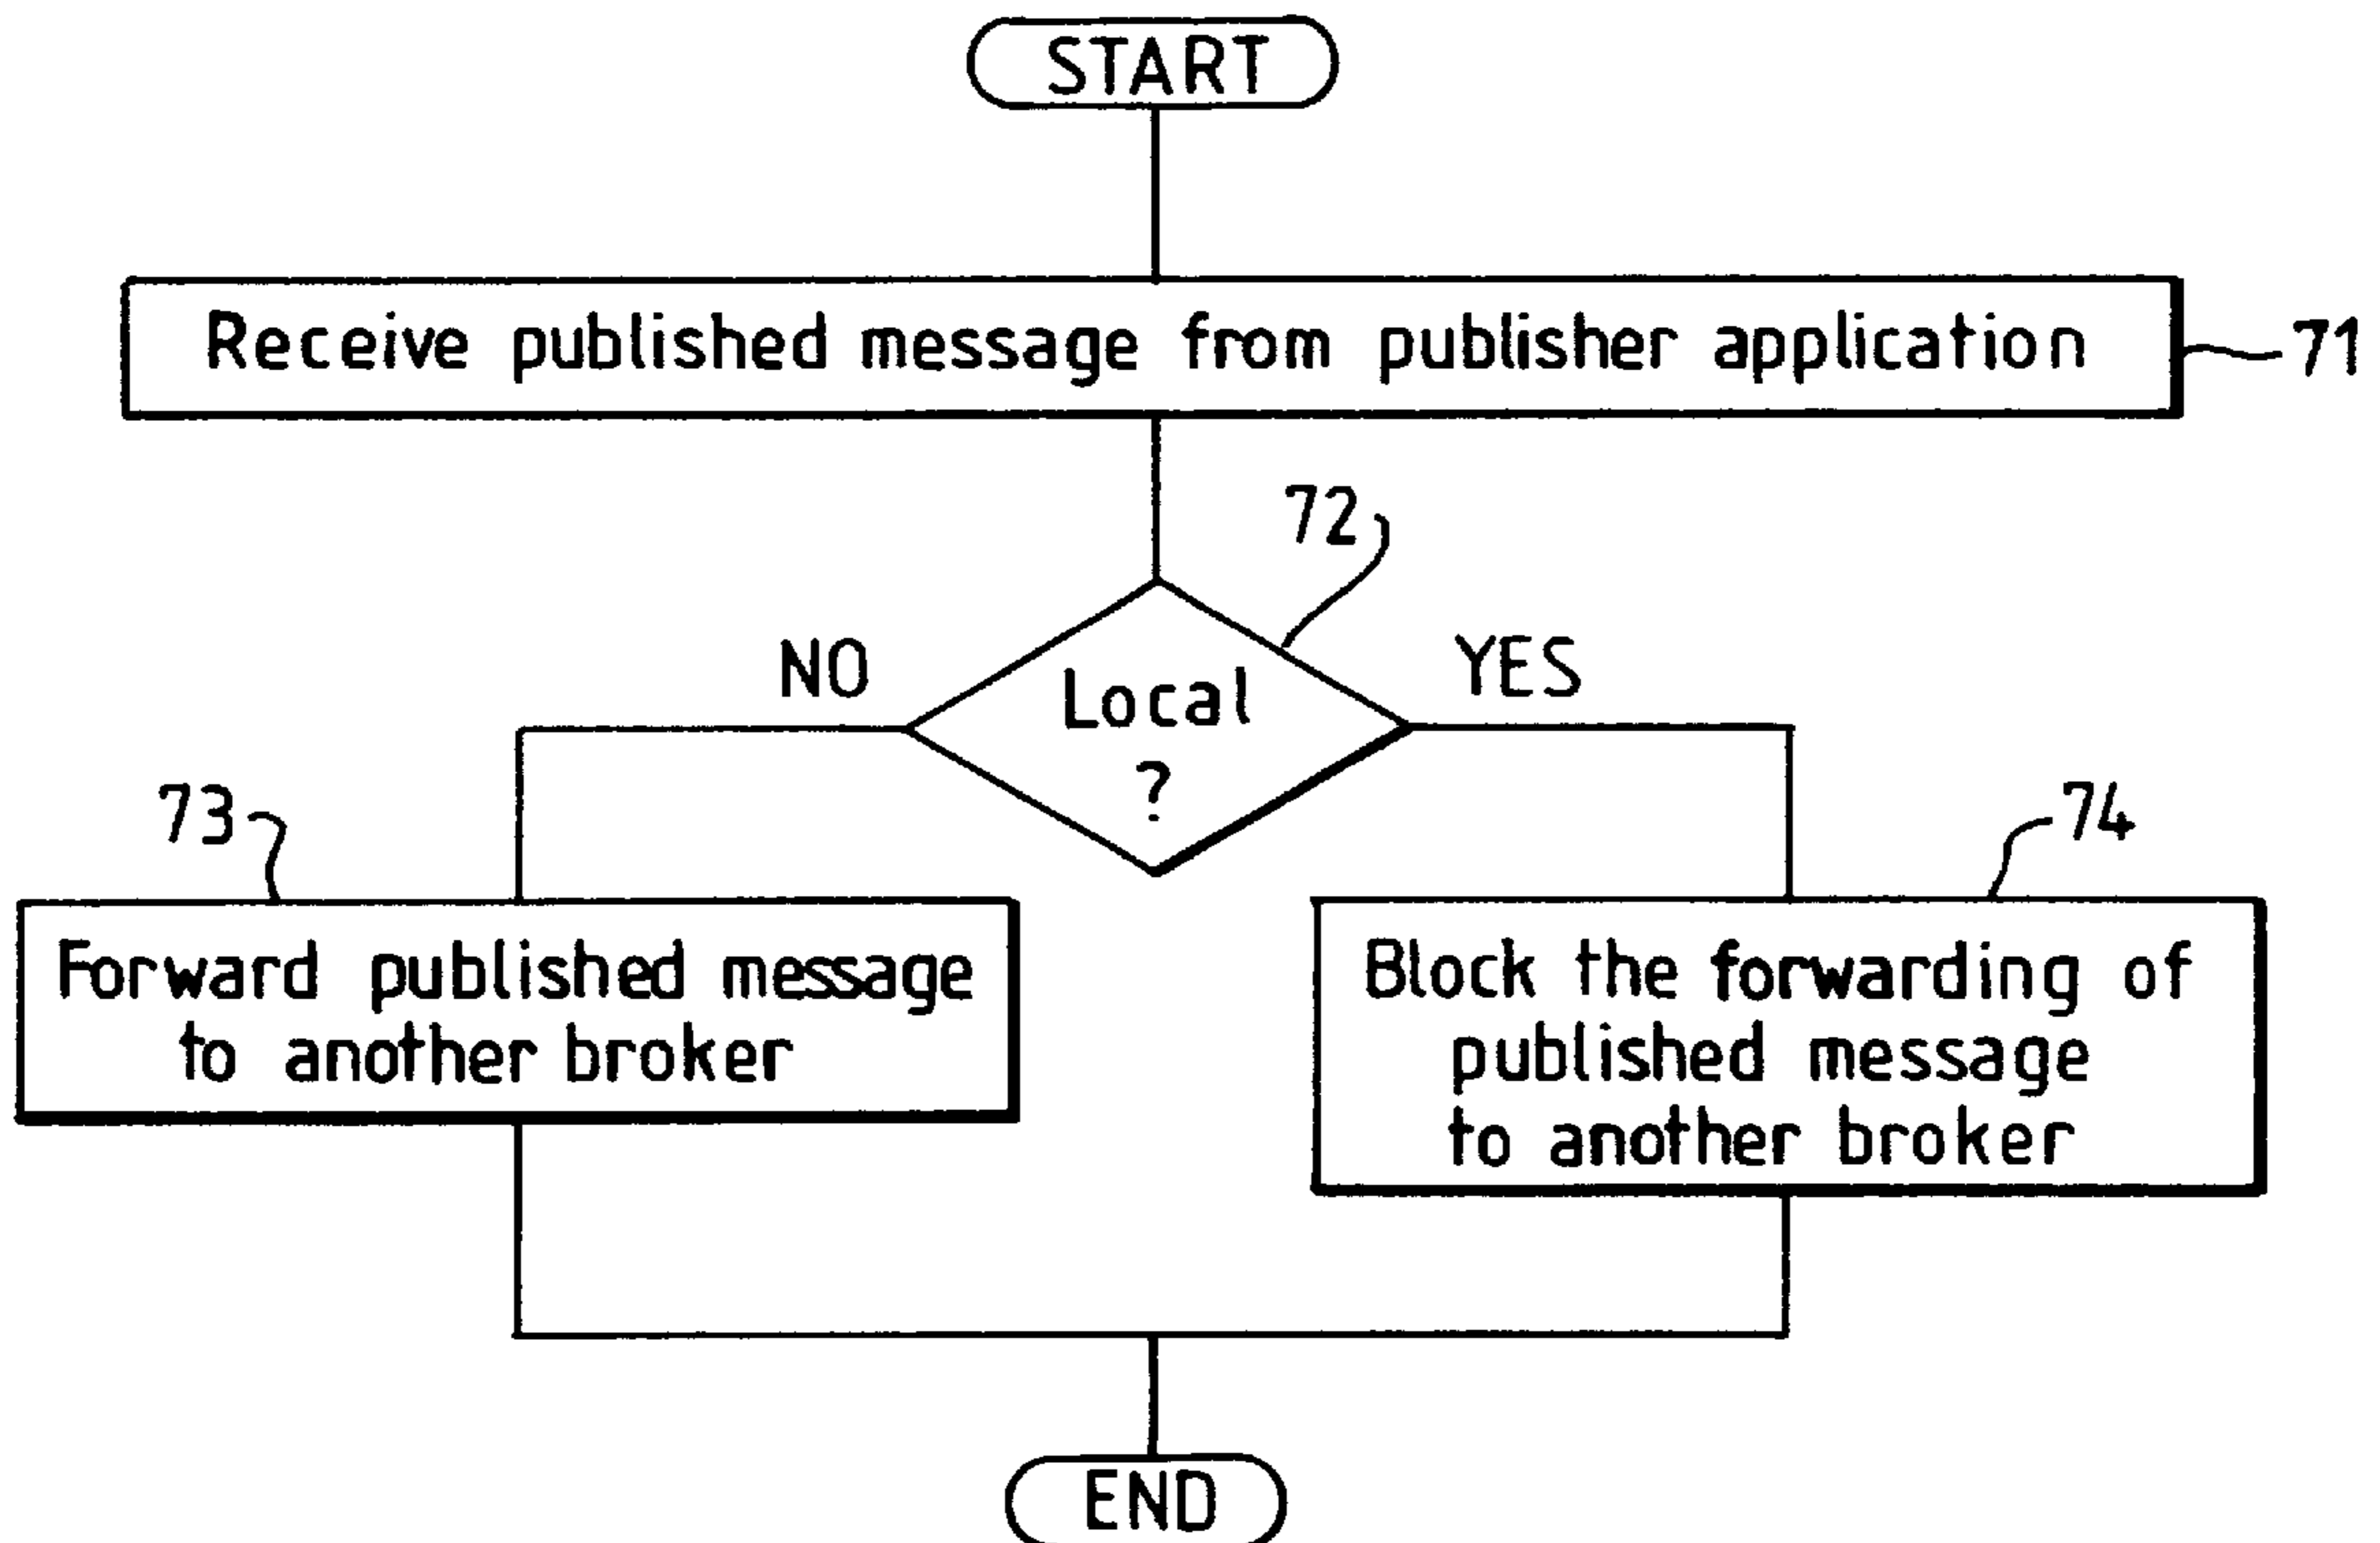 START
Receive published message from publisher application
71
72
NO
YES
Local
?
73
74
Forward published message
to another broker
Block the forwarding of
published message
to another broker
END